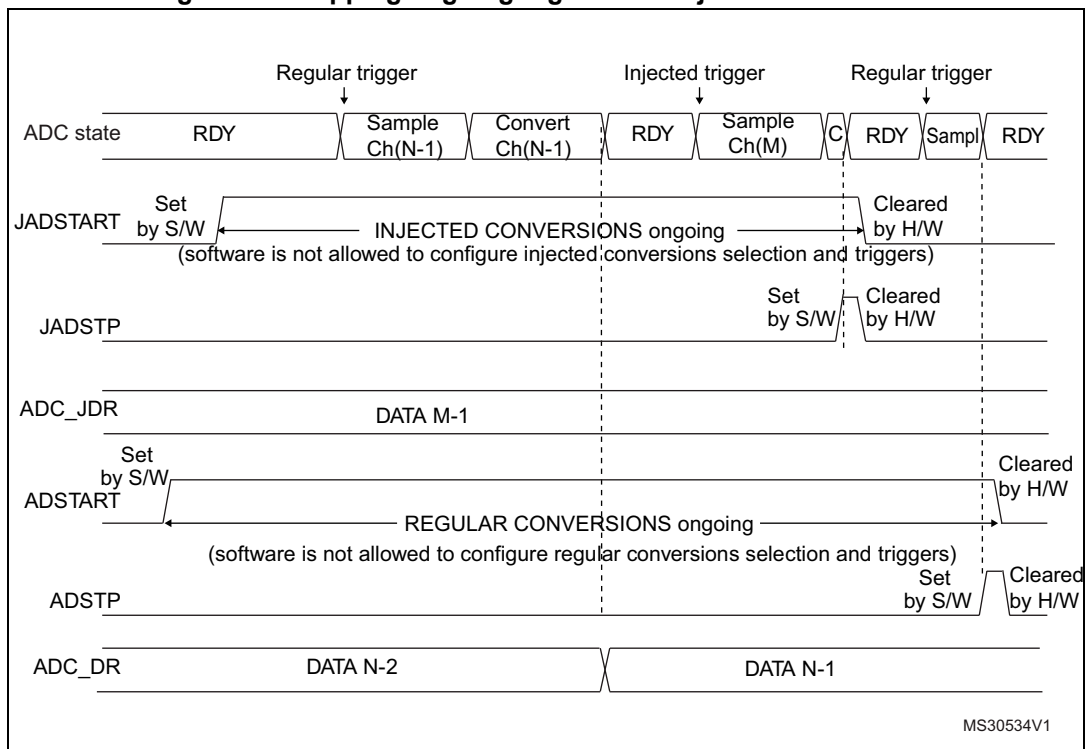 Regular trigger Injected trigger Regular trigger
ADC state RDY Sample Ch(N-1) Convert Ch(N-1) RDY Sample Ch(M) C RDY Sampl RDY
JADSTART Set by S/W INJECTED CONVERSIONS ongoing Cleared by H/W
(software is not allowed to configure injected conversions selection and triggers)
JADSTP Set by S/W Cleared by H/W
ADC_JDR DATA M-1
ADSTART Set by S/W REGULAR CONVERSIONS ongoing Cleared by H/W
(software is not allowed to configure regular conversions selection and triggers)
ADSTP Set by S/W Cleared by H/W
ADC_DR DATA N-2 DATA N-1
MS30534V1